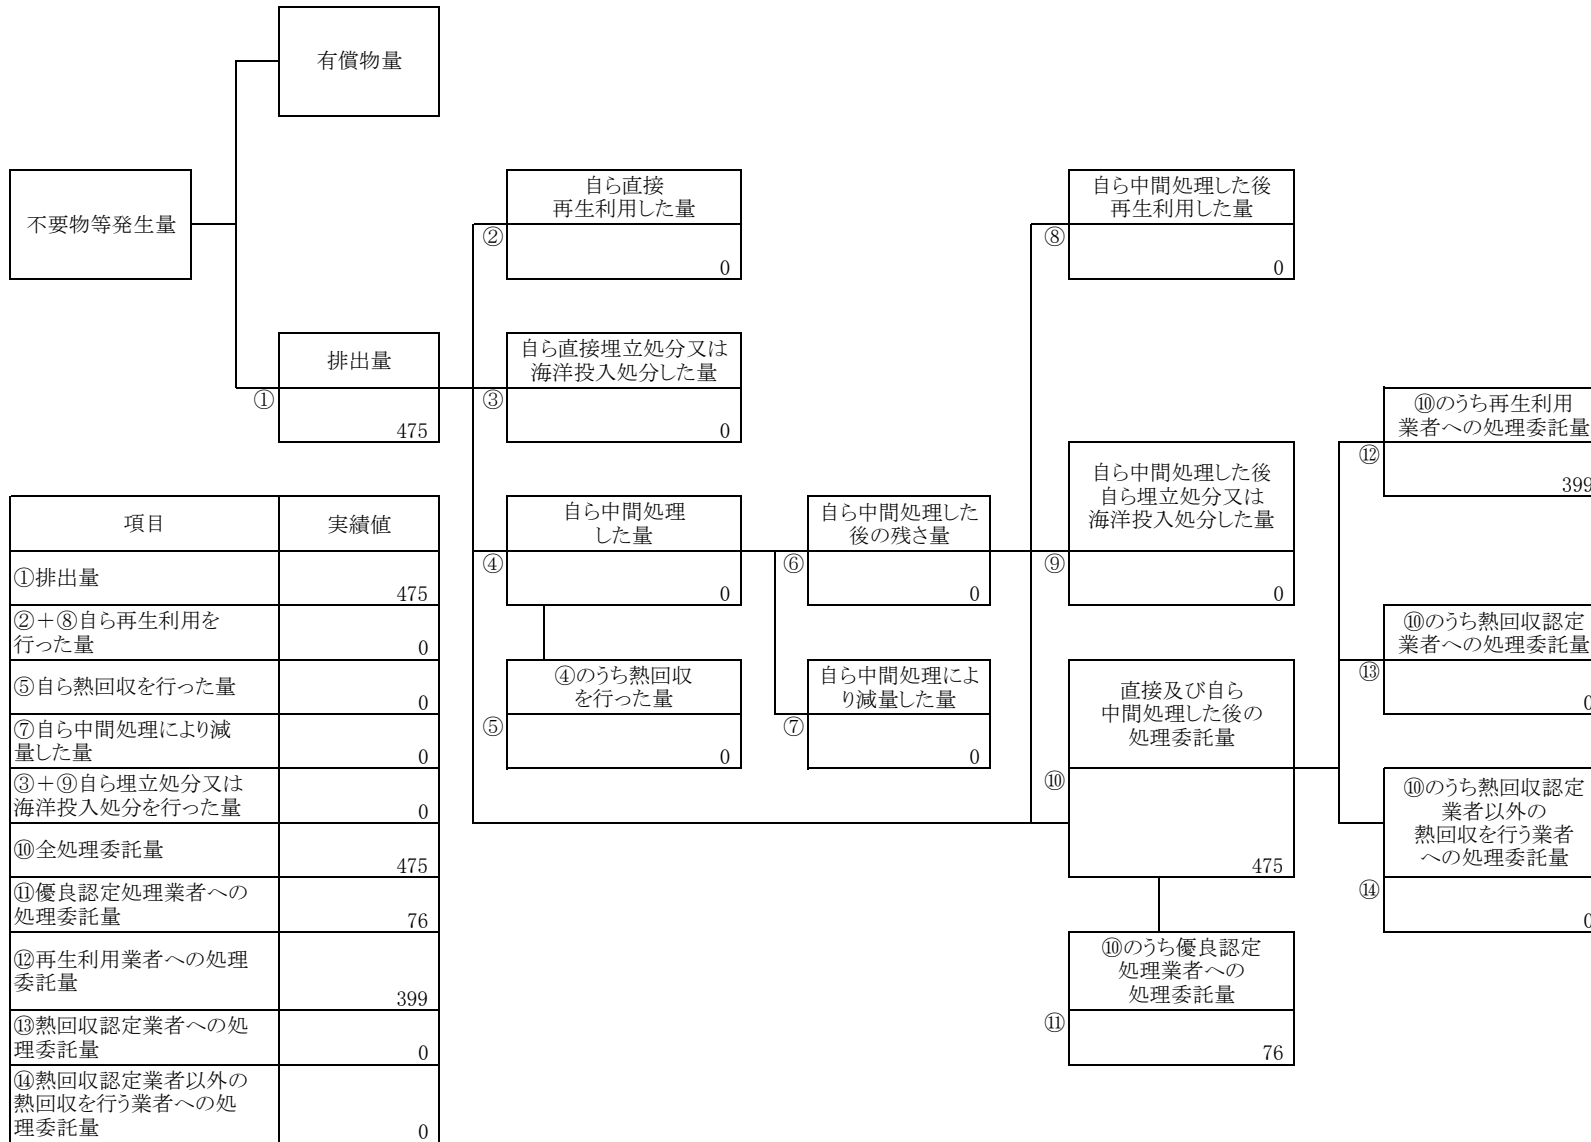 有償物量
不要物等発生量
自ら直接
再生利用した量
②
0
自ら中間処理した後
再生利用した量
⑧
0
排出量
①
475
自ら直接埋立処分又は
海洋投入処分した量
③
0
⑩のうち再生利用
業者への処理委託量
⑫
399
自ら中間処理
した量
④
0
自ら中間処理した
後の残さ量
⑥
0
自ら中間処理した後
自ら埋立処分又は
海洋投入処分した量
⑨
0
⑩のうち熱回収認定
業者への処理委託量
⑬
0
④のうち熱回収
を行った量
⑤
0
自ら中間処理によ
り減量した量
⑦
0
直接及び自ら
中間処理した後の
処理委託量
⑩
475
⑩のうち熱回収認定
業者以外の
熱回収を行う業者
への処理委託量
⑭
0
⑩のうち優良認定
処理業者への
処理委託量
⑪
76
項目 実績値
①排出量 475
②+⑧自ら再生利用を
行った量 0
⑤自ら熱回収を行った量 0
⑦自ら中間処理により減
量した量 0
③+⑨自ら埋立処分又は
海洋投入処分を行った量 0
⑩全処理委託量 475
⑪優良認定処理業者への
処理委託量 76
⑫再生利用業者への処理
委託量 399
⑬熱回収認定業者への処
理委託量 0
⑭熱回収認定業者以外の
熱回収を行う業者への処
理委託量 0